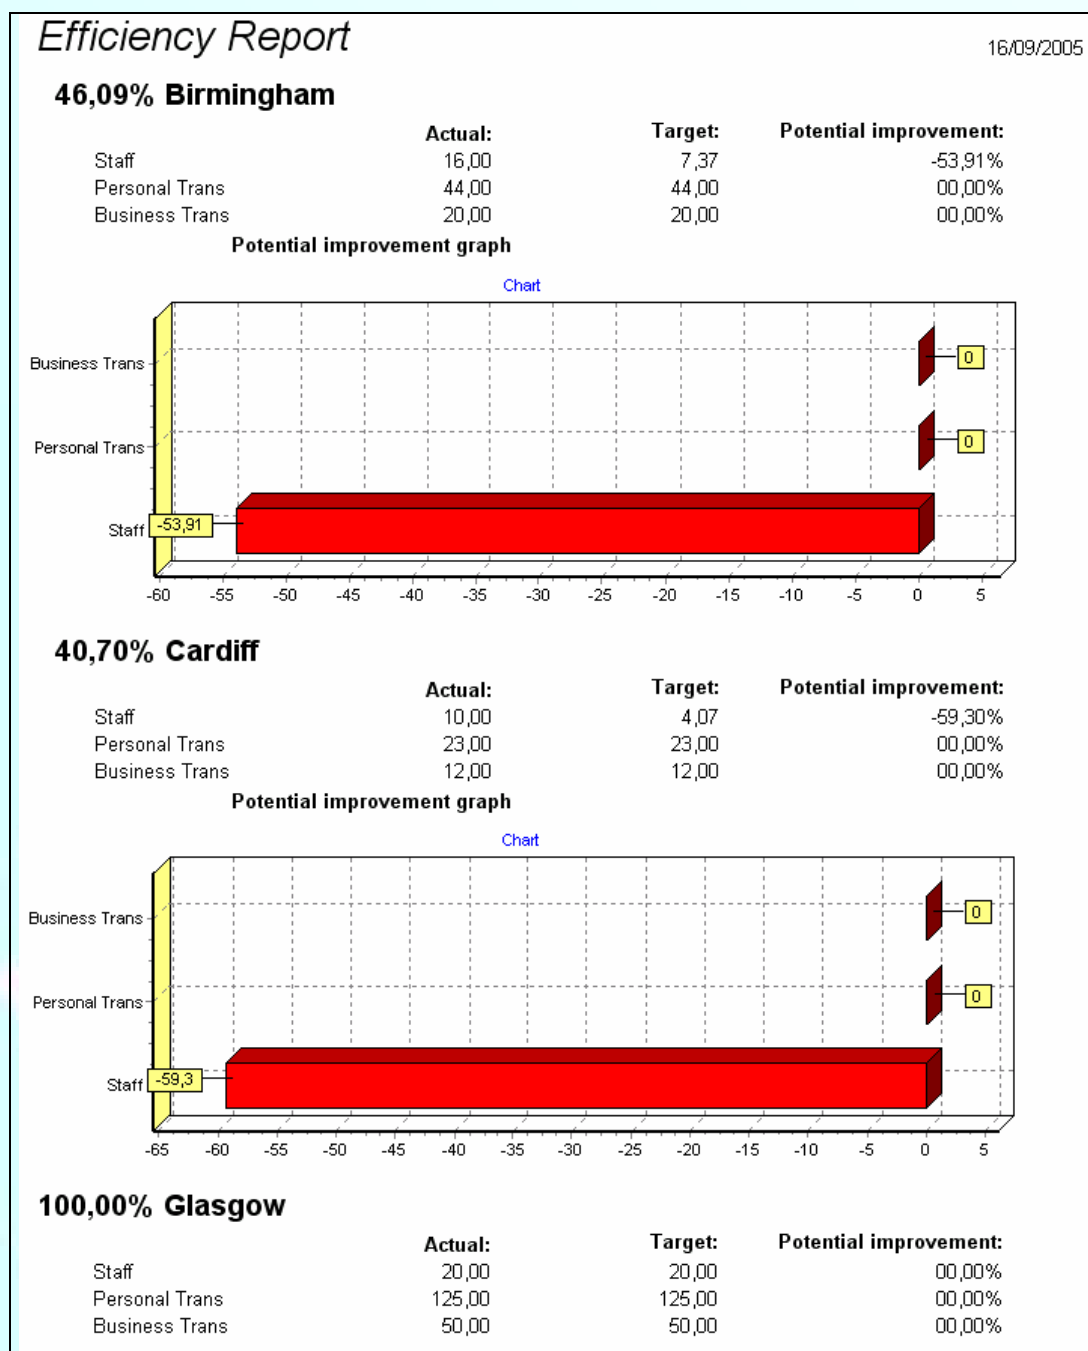 Efficiency Report
16/09/2005
46,09% Birmingham
Actual: Target: Potential improvement:
Staff 16,00 7,37 -53,91%
Personal Trans 44,00 44,00 00,00%
Business Trans 20,00 20,00 00,00%
Potential improvement graph
Chart
Business Trans 0
Personal Trans 0
Staff -53,91
-60 -55 -50 -45 -40 -35 -30 -25 -20 -15 -10 -5 0 5
40,70% Cardiff
Actual: Target: Potential improvement:
Staff 10,00 4,07 -59,30%
Personal Trans 23,00 23,00 00,00%
Business Trans 12,00 12,00 00,00%
Potential improvement graph
Chart
Business Trans 0
Personal Trans 0
Staff -59,3
-65 -60 -50 -45 -40 -35 -30 -25 -20 -15 -10 -5 0 5
100,00% Glasgow
Actual: Target: Potential improvement:
Staff 20,00 20,00 00,00%
Personal Trans 125,00 125,00 00,00%
Business Trans 50,00 50,00 00,00%